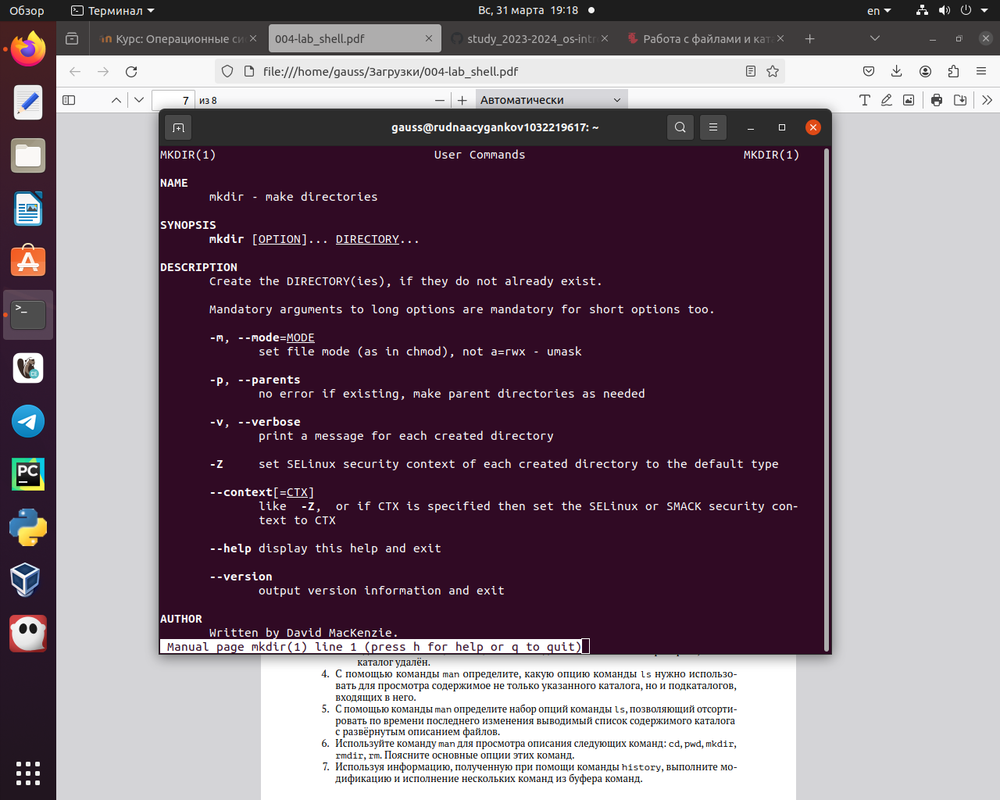 Обзор
Терминал
Вс, 31 марта 19:18
en
Курс: Операционные си
004-lab_shell.pdf
study_2023-2024_os-intr
Работа с файлами и ката
file:///home/gauss/Загрузки/004-lab_shell.pdf
7 из 8
Автоматически
gauss@rudnaacygankov1032219617: ~
MKDIR(1) User Commands MKDIR(1)
NAME
mkdir - make directories
SYNOPSIS
mkdir [OPTION]... DIRECTORY...
DESCRIPTION
Create the DIRECTORY(ies), if they do not already exist.
Mandatory arguments to long options are mandatory for short options too.
-m, --mode=MODE
set file mode (as in chmod), not a=rwx - umask
-p, --parents
no error if existing, make parent directories as needed
-v, --verbose
print a message for each created directory
-Z set SELinux security context of each created directory to the default type
--context[=CTX]
like -Z, or if CTX is specified then set the SELinux or SMACK security con-
text to CTX
--help display this help and exit
--version
output version information and exit
AUTHOR
Written by David MacKenzie.
Manual page mkdir(1) line 1 (press h for help or q to quit)
каталог удалён.
4. С помощью команды man определите, какую опцию команды ls нужно использо-
вать для просмотра содержимое не только указанного каталога, но и подкаталогов,
входящих в него.
5. С помощью команды man определите набор опций команды ls, позволяющий отсорти-
ровать по времени последнего изменения выводимый список содержимого каталога
с развёрнутым описанием файлов.
6. Используйте команду man для просмотра описания следующих команд: cd, pwd, mkdir,
rmdir, rm. Поясните основные опции этих команд.
7. Используя информацию, полученную при помощи команды history, выполните мо-
дификацию и исполнение нескольких команд из буфера команд.